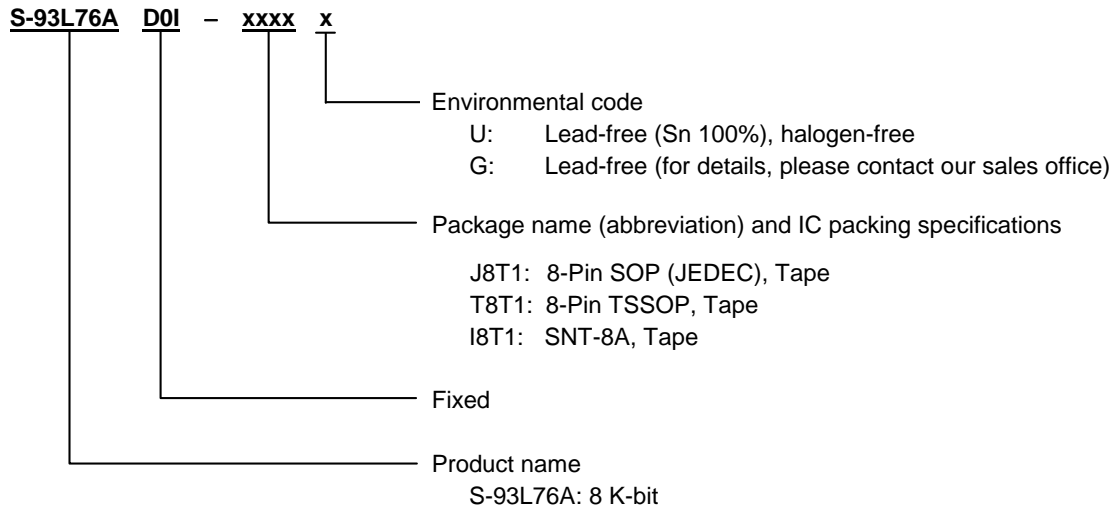 S-93L76A D0I – xxxx x
Environmental code
U: Lead-free (Sn 100%), halogen-free
G: Lead-free (for details, please contact our sales office)
Package name (abbreviation) and IC packing specifications
J8T1: 8-Pin SOP (JEDEC), Tape
T8T1: 8-Pin TSSOP, Tape
I8T1: SNT-8A, Tape
Fixed
Product name
S-93L76A: 8 K-bit